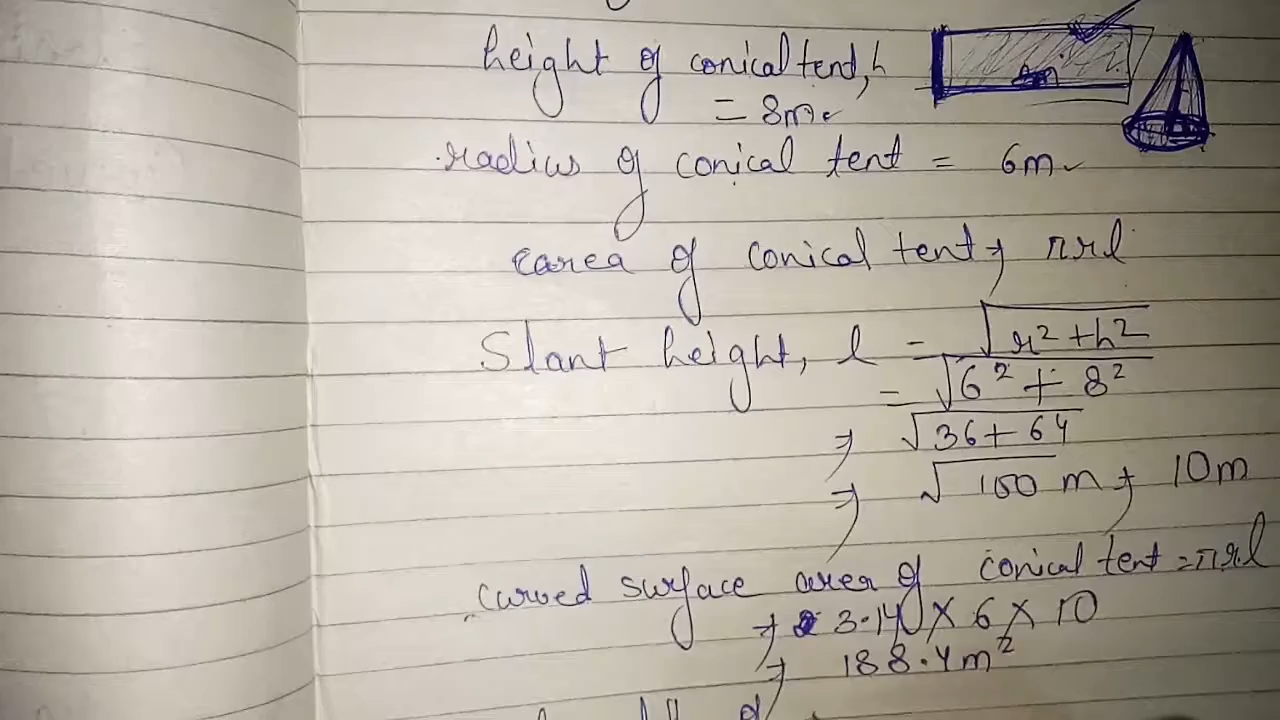 height of conical tent, h
= 8m
radius of conical tent = 6m
area of conical tent ⇒ πrl
Slant height, l = √r²+h²
= √6² + 8²
⇒ √36+64
⇒ √100 m ⇒ 10m
curved surface area of conical tent = πrl
⇒ 3.14 × 6 × 10
⇒ 188.4m²